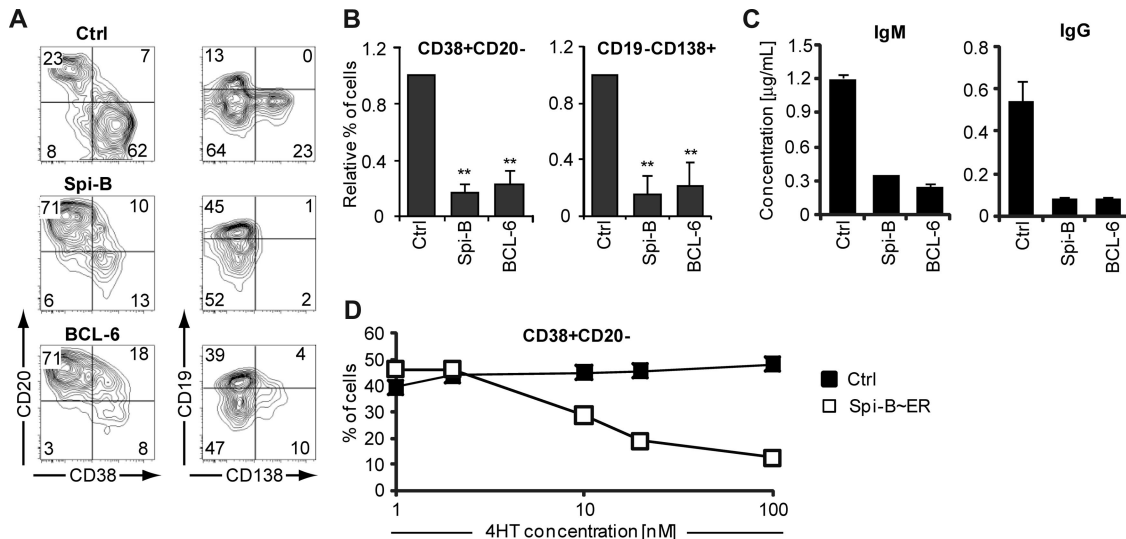 A
Ctrl
23
7
8
62
13
0
64
23
Spi-B
71
10
6
13
45
1
52
2
BCL-6
71
18
3
8
39
4
47
10
CD20
CD38
CD19
CD138
B
CD38+CD20-
CD19-CD138+
Relative % of cells
1.2
0.8
0.4
0
**
**
Ctrl
Spi-B
BCL-6
1.2
0.8
0.4
0
**
**
Ctrl
Spi-B
BCL-6
C
IgM
IgG
Concentration [µg/mL]
1.5
1.2
0.9
0.6
0.3
0.0
Ctrl
Spi-B
BCL-6
0.8
0.6
0.4
0.2
0.0
Ctrl
Spi-B
BCL-6
D
CD38+CD20-
% of cells
60
50
40
30
20
10
0
1
10
100
4HT concentration [nM]
Ctrl
Spi-B~ER